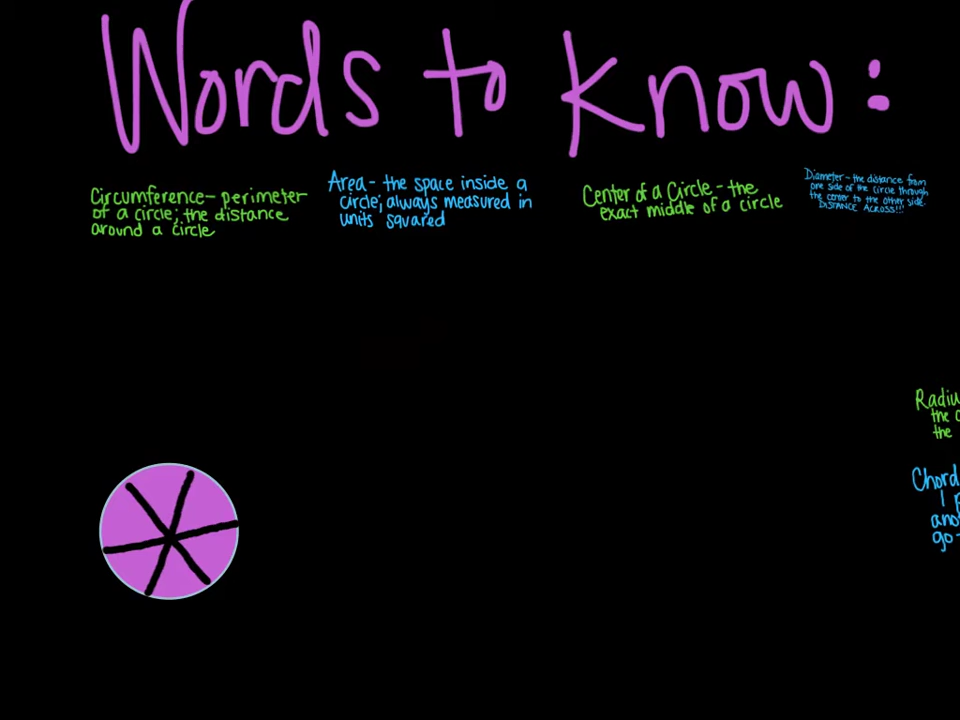 Words to Know:
Circumference- perimeter
of a circle; the distance
around a circle
Area- the space inside a
circle; always measured in
units squared
Center of a Circle - the
exact middle of a circle
Diameter- the distance from
one side of the circle through
the center to the other side.
DISTANCE ACROSS!!!
Radiu
the
the
Chord
1
ano
go-